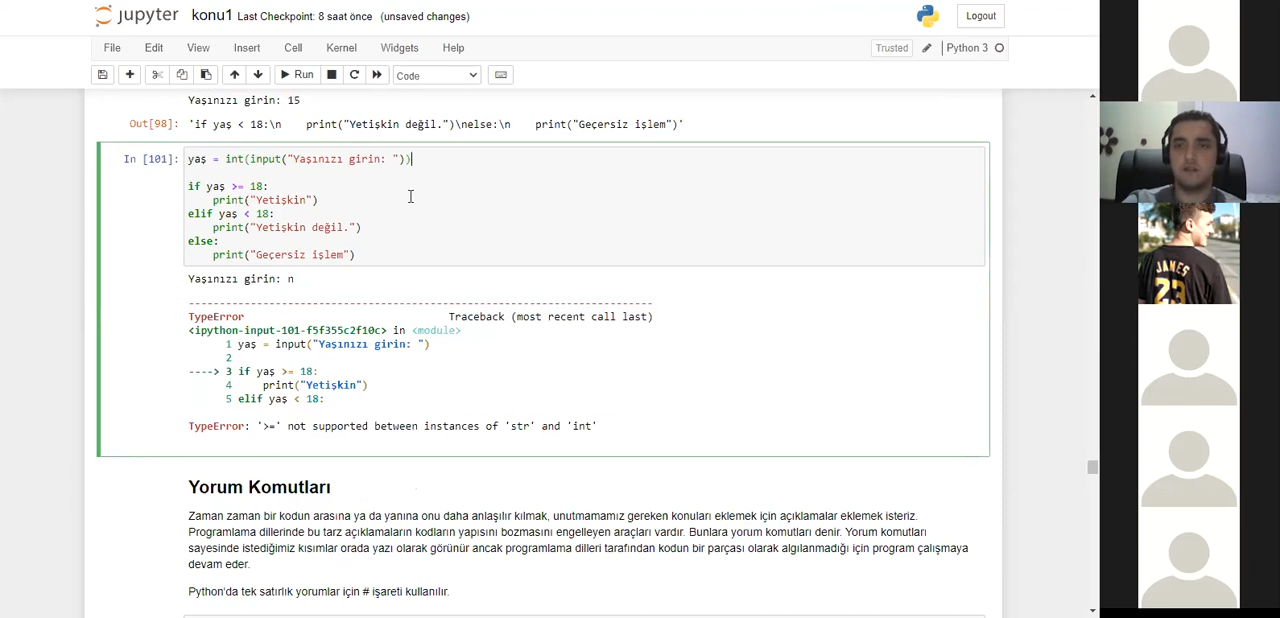 jupyter konu1 Last Checkpoint: 8 saat önce (unsaved changes) Logout
File Edit View Insert Cell Kernel Widgets Help Trusted Python 3
Run Code
Yaşınızı girin: 15
Out[98]: 'if yaş < 18:\n    print("Yetişkin değil.")\nelse:\n    print("Geçersiz işlem")'
In [101]: yaş = int(input("Yaşınızı girin: "))
if yaş >= 18:
    print("Yetişkin")
elif yaş < 18:
    print("Yetişkin değil.")
else:
    print("Geçersiz işlem")
Yaşınızı girin: n
---------------------------------------------------------------------------
TypeError                                 Traceback (most recent call last)
<ipython-input-101-f5f355c2f10c> in <module>
      1 yaş = input("Yaşınızı girin: ")
      2
----> 3 if yaş >= 18:
      4     print("Yetişkin")
      5 elif yaş < 18:
TypeError: '>=' not supported between instances of 'str' and 'int'
Yorum Komutları
Zaman zaman bir kodun arasına ya da yanına onu daha anlaşılır kılmak, unutmamamız gereken konuları eklemek için açıklamalar eklemek isteriz.
Programlama dillerinde bu tarz açıklamaların kodların yapısını bozmasını engelleyen araçları vardır. Bunlara yorum komutları denir. Yorum komutları
sayesinde istediğimiz kısımlar orada yazı olarak görünür ancak programlama dilleri tarafından kodun bir parçası olarak algılanmadığı için program çalışmaya
devam eder.
Python'da tek satırlık yorumlar için # işareti kullanılır.
JAMES
23